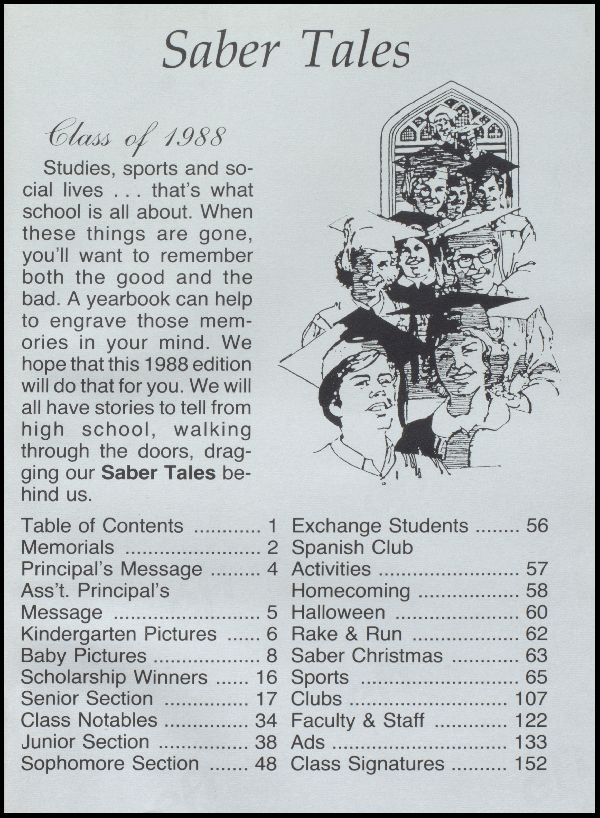 Saber Tales
Class of 1988
Studies, sports and so-
cial lives . . . that's what
school is all about. When
these things are gone,
you'll want to remember
both the good and the
bad. A yearbook can help
to engrave those mem-
ories in your mind. We
hope that this 1988 edition
will do that for you. We will
all have stories to tell from
high school, walking
through the doors, drag-
ging our Saber Tales be-
hind us.
Table of Contents ............ 1
Memorials ....................... 2
Principal's Message ......... 4
Ass't. Principal's
Message ......................... 5
Kindergarten Pictures ...... 6
Baby Pictures ................... 8
Scholarship Winners ...... 16
Senior Section ............... 17
Class Notables ............... 34
Junior Section ................ 38
Sophomore Section ....... 48
Exchange Students ........ 56
Spanish Club
Activities ........................ 57
Homecoming ................. 58
Halloween ...................... 60
Rake & Run .................... 62
Saber Christmas ............ 63
Sports ............................ 65
Clubs ............................ 107
Faculty & Staff .............. 122
Ads ............................... 133
Class Signatures .......... 152